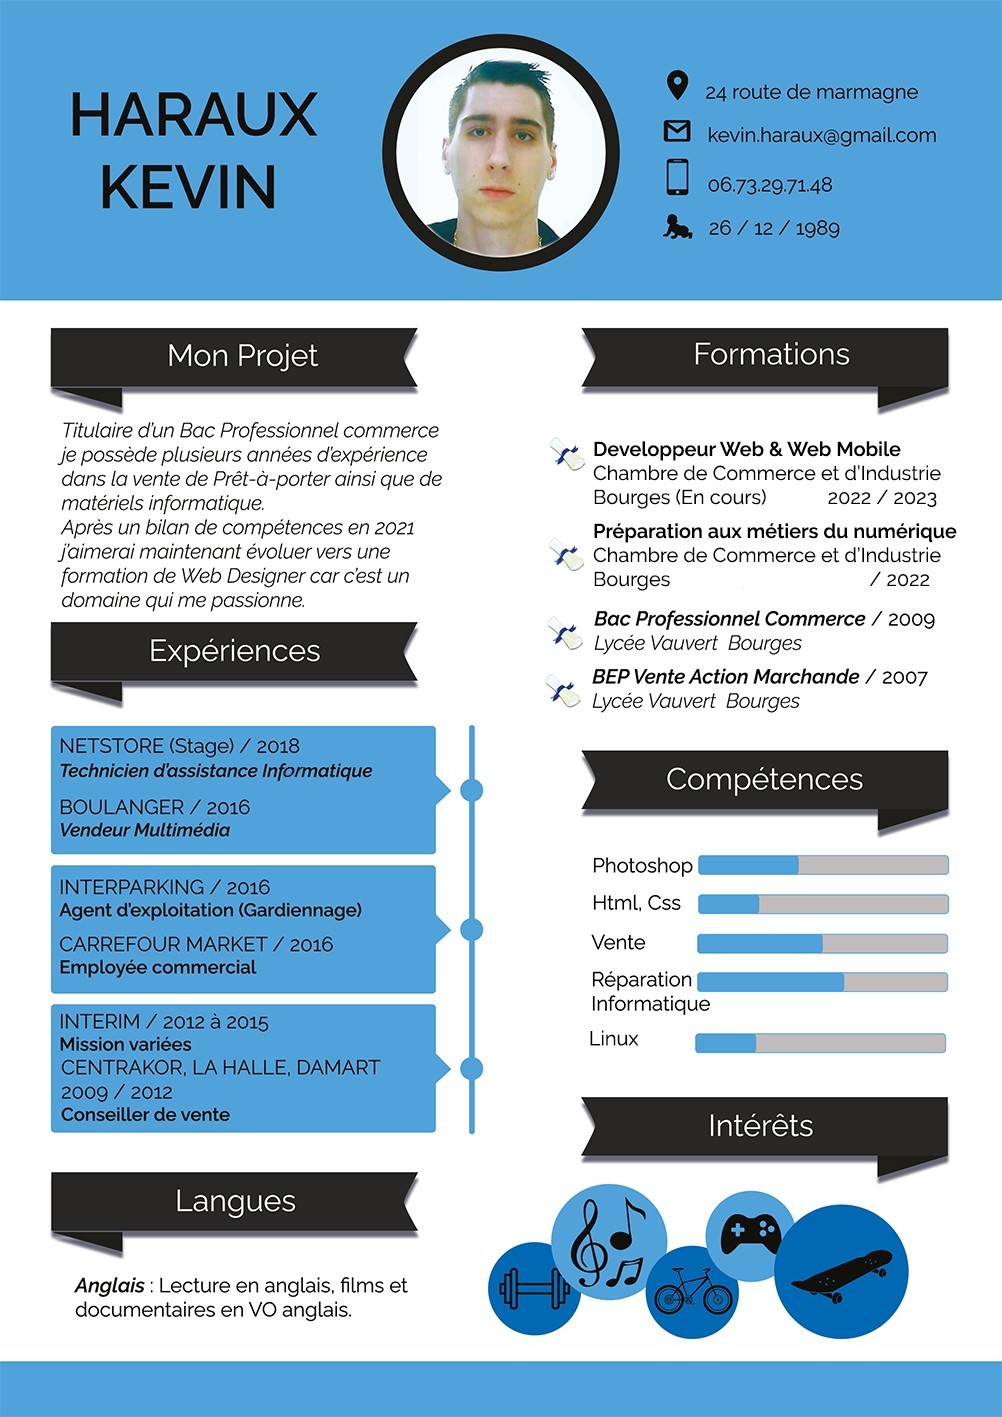 HARAUX
KEVIN
24 route de marmagne
kevin.haraux@gmail.com
06.73.29.71.48
26 / 12 / 1989
Mon Projet
Titulaire d'un Bac Professionnel commerce
je possède plusieurs années d'expérience
dans la vente de Prêt-à-porter ainsi que de
matériels informatique.
Après un bilan de compétences en 2021
j'aimerai maintenant évoluer vers une
formation de Web Designer car c'est un
domaine qui me passionne.
Expériences
NETSTORE (Stage) / 2018
Technicien d'assistance Informatique
BOULANGER / 2016
Vendeur Multimédia
INTERPARKING / 2016
Agent d'exploitation (Gardiennage)
CARREFOUR MARKET / 2016
Employée commercial
INTERIM / 2012 à 2015
Mission variées
CENTRAKOR, LA HALLE, DAMART
2009 / 2012
Conseiller de vente
Langues
Anglais : Lecture en anglais, films et
documentaires en VO anglais.
Formations
Developpeur Web & Web Mobile
Chambre de Commerce et d'Industrie
Bourges (En cours) 2022 / 2023
Préparation aux métiers du numérique
Chambre de Commerce et d'Industrie
Bourges / 2022
Bac Professionnel Commerce / 2009
Lycée Vauvert Bourges
BEP Vente Action Marchande / 2007
Lycée Vauvert Bourges
Compétences
Photoshop
Html, Css
Vente
Réparation
Informatique
Linux
Intérêts